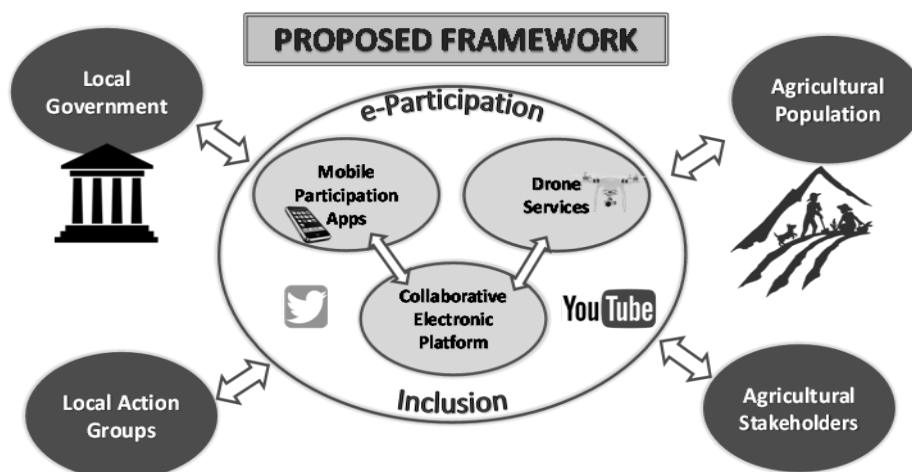 PROPOSED FRAMEWORK
Local
Government
Agricultural
Population
e-Participation
Mobile
Participation
Apps
Drone
Services
Collaborative
Electronic
Platform
YouTube
Inclusion
Local Action
Groups
Agricultural
Stakeholders